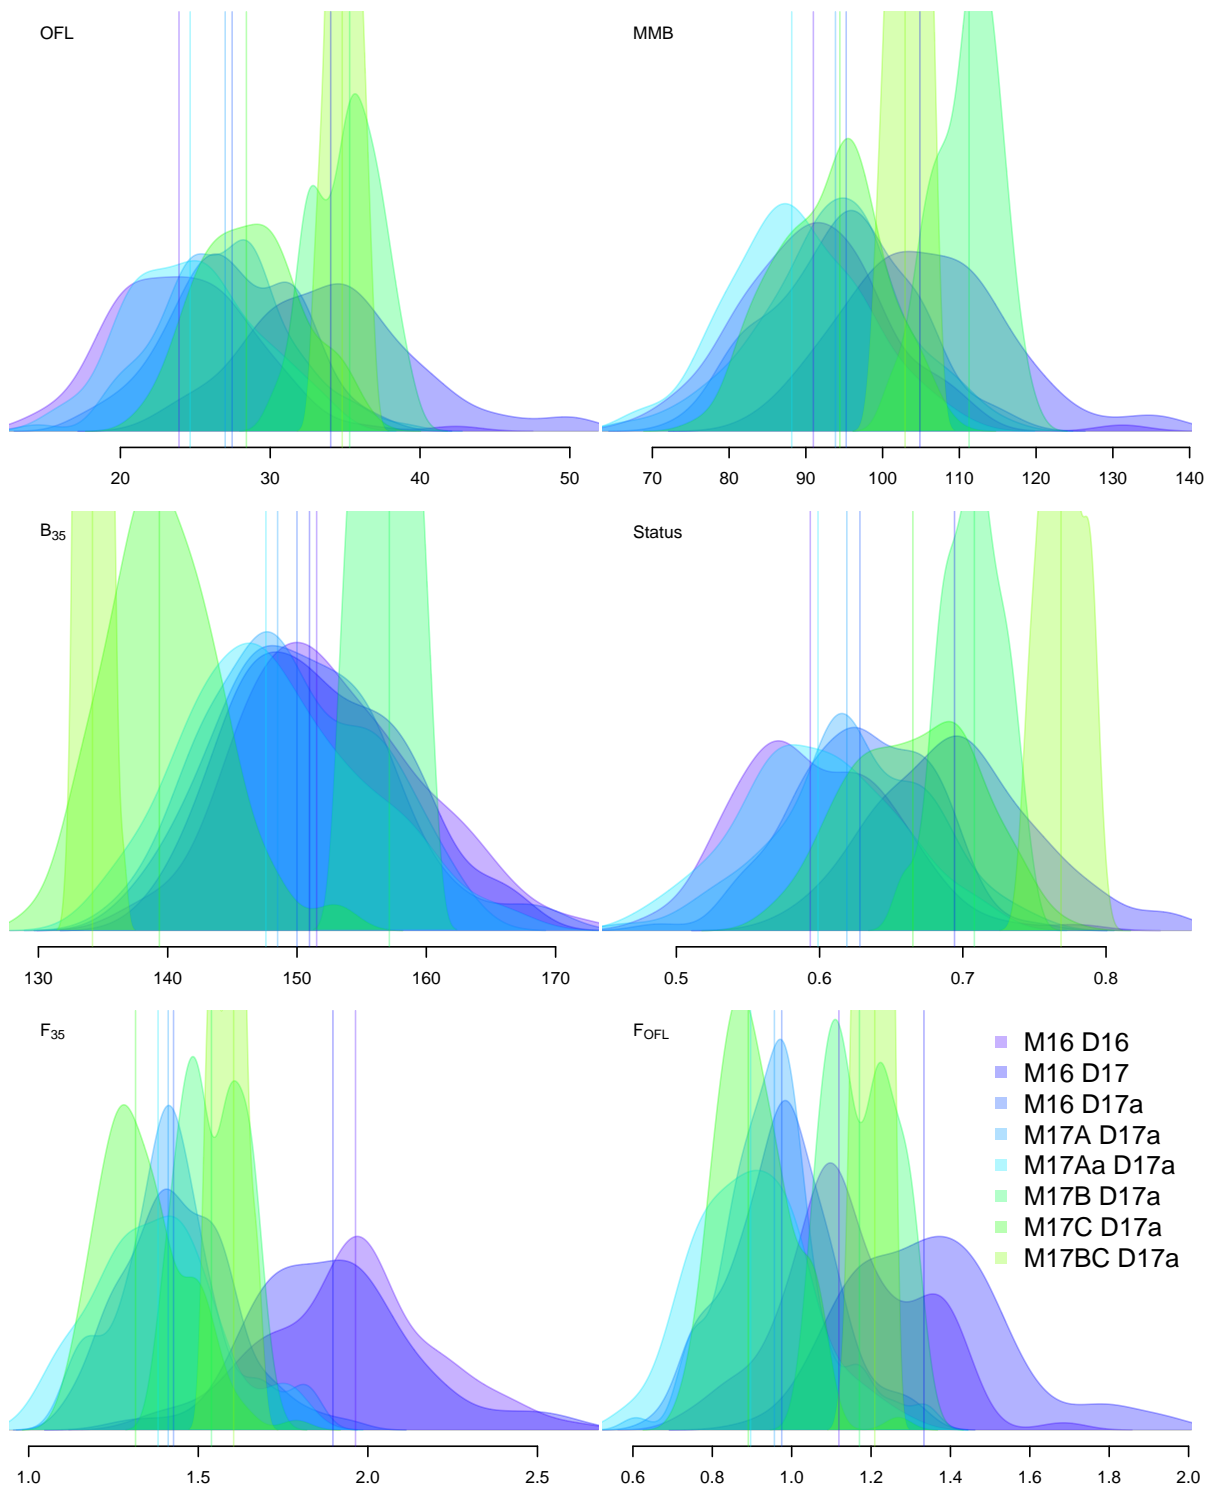 OFL
MMB
20 30 40 50
70 80 90 100 110 120 130 140
B35
Status
130 140 150 160 170
0.5 0.6 0.7 0.8
F35
FOFL
M16 D16
M16 D17
M16 D17a
M17A D17a
M17Aa D17a
M17B D17a
M17C D17a
M17BC D17a
1.0 1.5 2.0 2.5
0.6 0.8 1.0 1.2 1.4 1.6 1.8 2.0